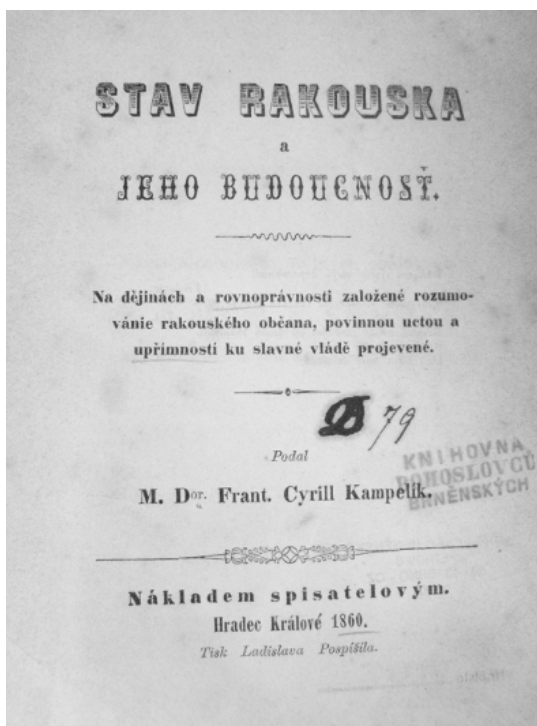 STAV RAKOUSKA
a
JEHO BUDOUCNOSŤ.
Na dějinách a rovnoprávnosti založené rozumo-
vánie rakouského občana, povinnou uctou a
upřímností ku slavné vládě projevené.
B 79
Podal
KNIHOVNA
BOHOSLOVCŮ
BRNĚNSKÝCH
M. Dor. Frant. Cyrill Kampelík.
Nákladem spisatelovým.
Hradec Králové 1860.
Tisk Ladislava Pospíšila.